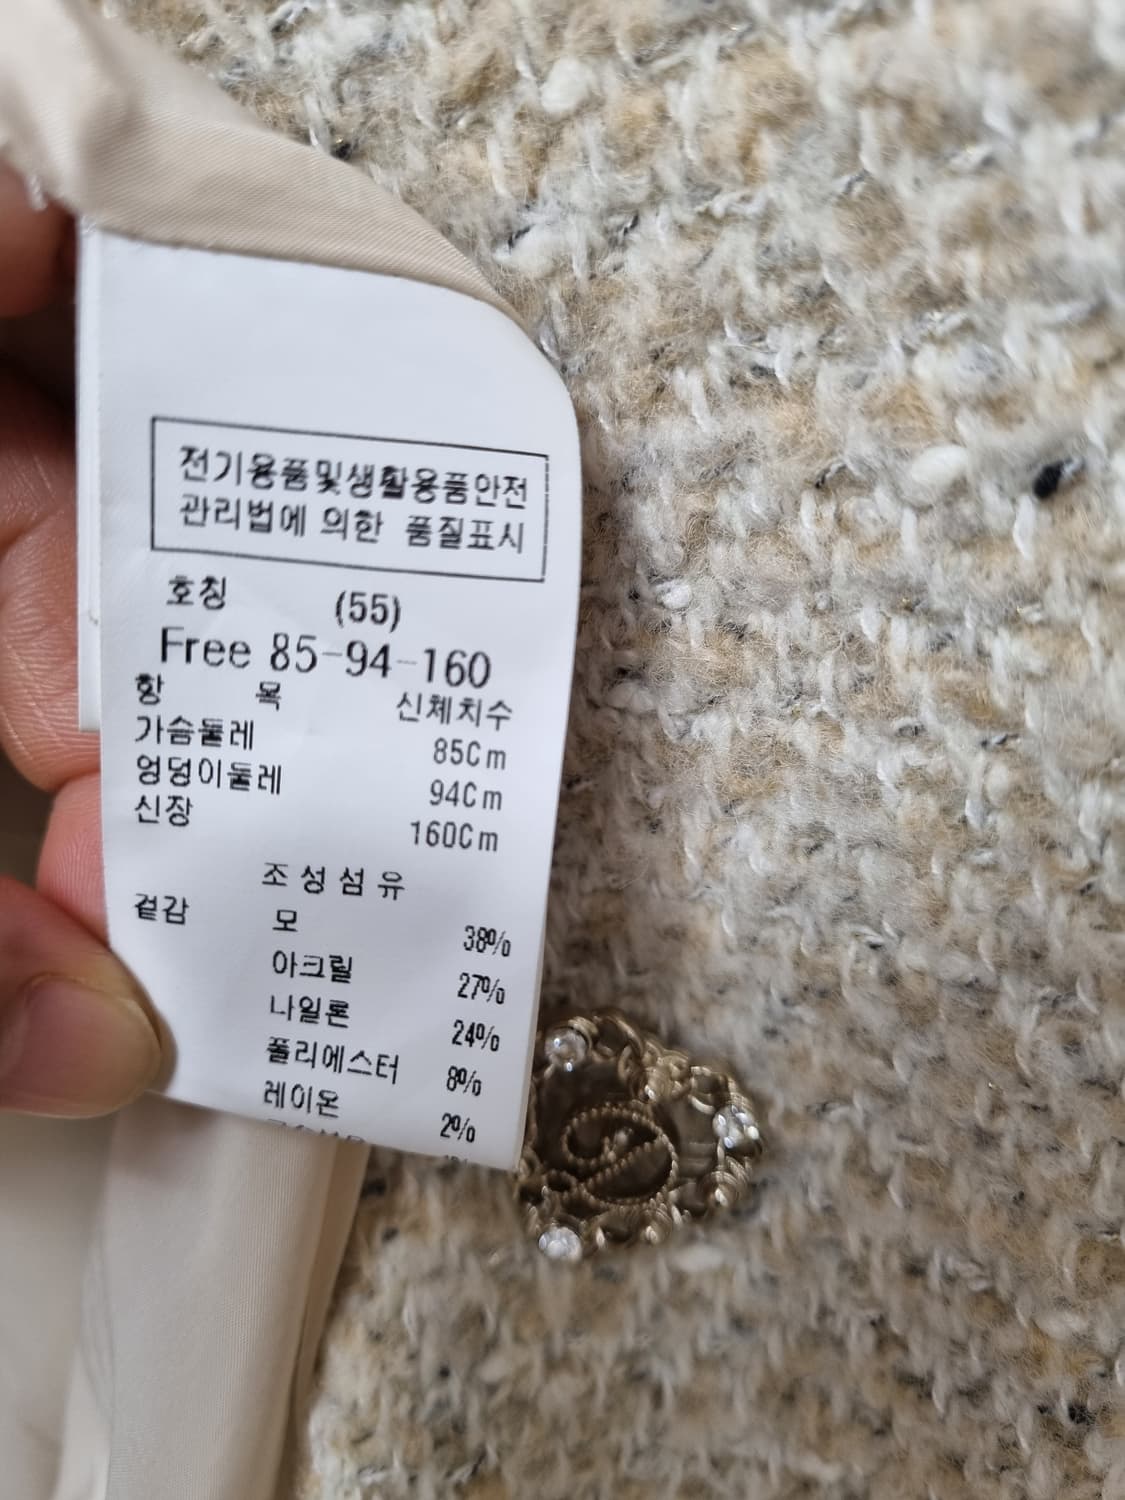 전기용품및생활용품안전
관리법에 의한 품질표시
호칭 (55)
Free 85-94-160
항 목 신체치수
가슴둘레 85Cm
엉덩이둘레 94Cm
신장 160Cm
조성섬유
겉감 모 38%
아크릴 27%
나일론 24%
폴리에스터 8%
레이온 2%